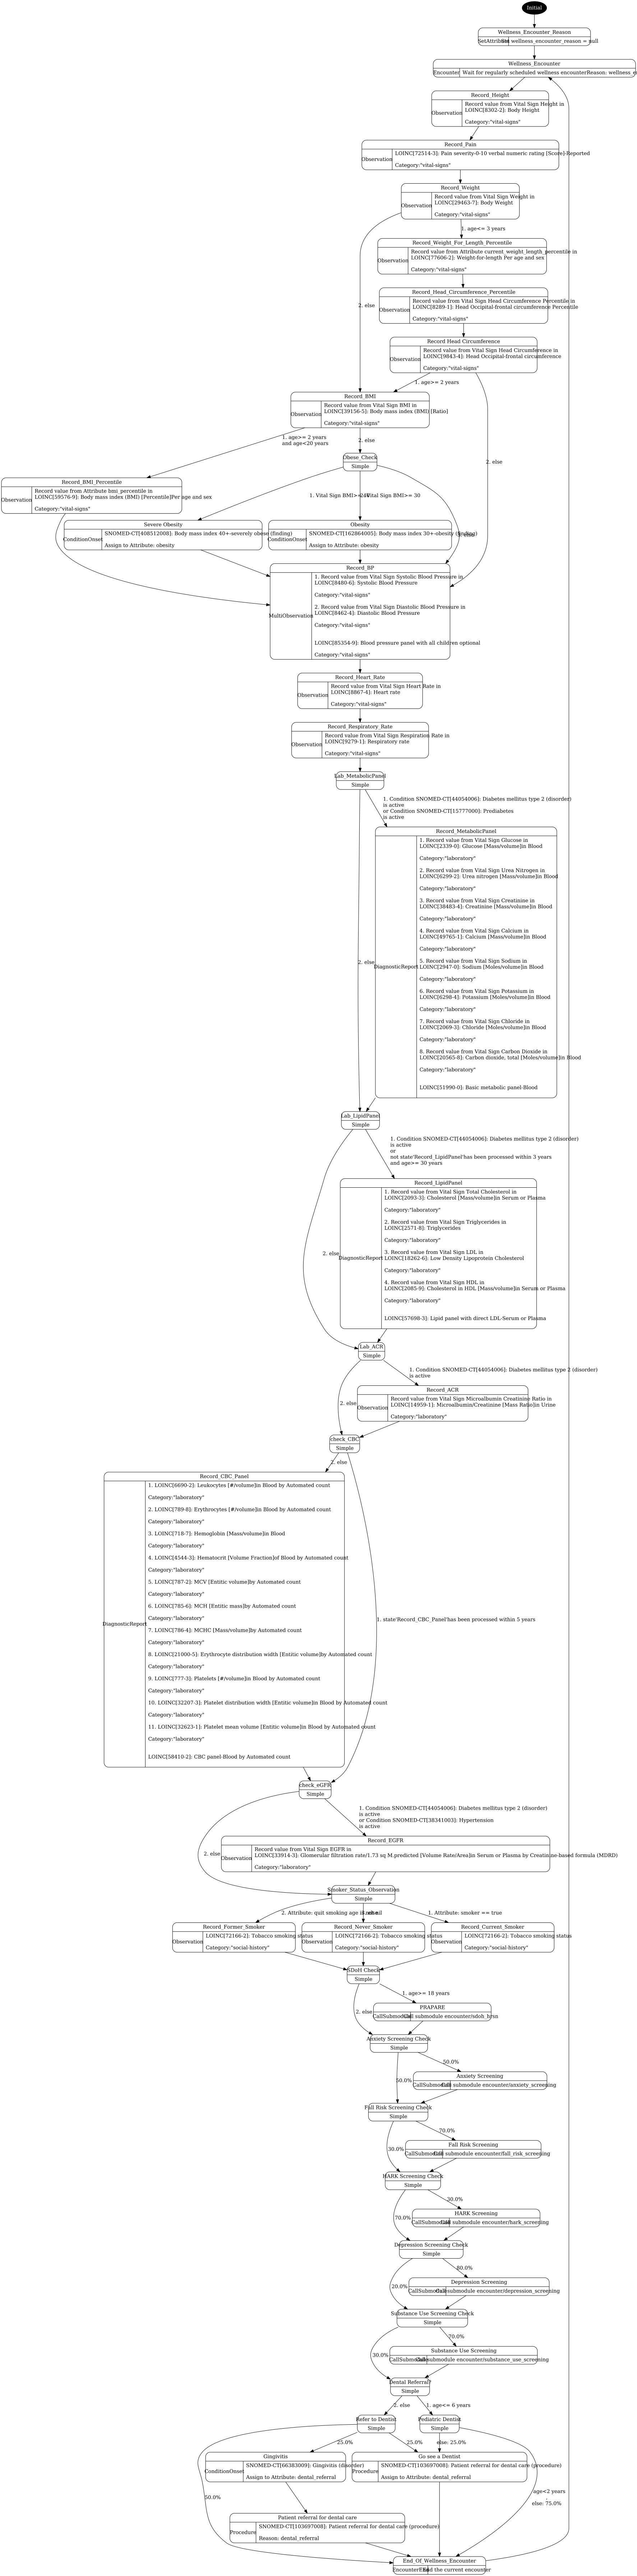 Initial
Wellness_Encounter_Reason
SetAttribute
Set wellness_encounter_reason = null
Wellness_Encounter
Encounter
Wait for regularly scheduled wellness encounterReason: wellness_e
Record_Height
Observation
Record value from Vital Sign Height in
LOINC[8302-2]: Body Height
Category:"vital-signs"
Record_Pain
Observation
LOINC[72514-3]: Pain severity-0-10 verbal numeric rating [Score]-Reported
Category:"vital-signs"
Record_Weight
Observation
Record value from Vital Sign Weight in
LOINC[29463-7]: Body Weight
Category:"vital-signs"
1. age<= 3 years
Record_Weight_For_Length_Percentile
Observation
Record value from Attribute current_weight_length_percentile in
LOINC[77606-2]: Weight-for-length Per age and sex
Category:"vital-signs"
Record_Head_Circumference_Percentile
Observation
Record value from Vital Sign Head Circumference Percentile in
LOINC[8289-1]: Head Occipital-frontal circumference Percentile
Category:"vital-signs"
2. else
Record Head Circumference
Observation
Record value from Vital Sign Head Circumference in
LOINC[9843-4]: Head Occipital-frontal circumference
Category:"vital-signs"
1. age>= 2 years
Record_BMI
Observation
Record value from Vital Sign BMI in
LOINC[39156-5]: Body mass index (BMI) [Ratio]
Category:"vital-signs"
1. age>= 2 years
and age<20 years
2. else
Obese_Check
Simple
2. else
Record_BMI_Percentile
Observation
Record value from Attribute bmi_percentile in
LOINC[59576-9]: Body mass index (BMI) [Percentile]Per age and sex
Category:"vital-signs"
1. Vital Sign BMI>= 40
2. Vital Sign BMI>= 30
Severe Obesity
ConditionOnset
SNOMED-CT[408512008]: Body mass index 40+-severely obese (finding)
Assign to Attribute: obesity
Obesity
ConditionOnset
SNOMED-CT[162864005]: Body mass index 30+-obesity (finding)
Assign to Attribute: obesity
3. else
Record_BP
MultiObservation
1. Record value from Vital Sign Systolic Blood Pressure in
LOINC[8480-6]: Systolic Blood Pressure
Category:"vital-signs"
2. Record value from Vital Sign Diastolic Blood Pressure in
LOINC[8462-4]: Diastolic Blood Pressure
Category:"vital-signs"
LOINC[85354-9]: Blood pressure panel with all children optional
Category:"vital-signs"
Record_Heart_Rate
Observation
Record value from Vital Sign Heart Rate in
LOINC[8867-4]: Heart rate
Category:"vital-signs"
Record_Respiratory_Rate
Observation
Record value from Vital Sign Respiration Rate in
LOINC[9279-1]: Respiratory rate
Category:"vital-signs"
Lab_MetabolicPanel
Simple
1. Condition SNOMED-CT[44054006]: Diabetes mellitus type 2 (disorder)
is active
or Condition SNOMED-CT[15777000]: Prediabetes
is active
2. else
Record_MetabolicPanel
DiagnosticReport
1. Record value from Vital Sign Glucose in
LOINC[2339-0]: Glucose [Mass/volume]in Blood
Category:"laboratory"
2. Record value from Vital Sign Urea Nitrogen in
LOINC[6299-2]: Urea nitrogen [Mass/volume]in Blood
Category:"laboratory"
3. Record value from Vital Sign Creatinine in
LOINC[38483-4]: Creatinine [Mass/volume]in Blood
Category:"laboratory"
4. Record value from Vital Sign Calcium in
LOINC[49765-1]: Calcium [Mass/volume]in Blood
Category:"laboratory"
5. Record value from Vital Sign Sodium in
LOINC[2947-0]: Sodium [Moles/volume]in Blood
Category:"laboratory"
6. Record value from Vital Sign Potassium in
LOINC[6298-4]: Potassium [Moles/volume]in Blood
Category:"laboratory"
7. Record value from Vital Sign Chloride in
LOINC[2069-3]: Chloride [Moles/volume]in Blood
Category:"laboratory"
8. Record value from Vital Sign Carbon Dioxide in
LOINC[20565-8]: Carbon dioxide, total [Moles/volume]in Blood
Category:"laboratory"
LOINC[51990-0]: Basic metabolic panel-Blood
Lab_LipidPanel
Simple
1. Condition SNOMED-CT[44054006]: Diabetes mellitus type 2 (disorder)
is active
or
not state'Record_LipidPanel'has been processed within 3 years
and age>= 30 years
2. else
Record_LipidPanel
DiagnosticReport
1. Record value from Vital Sign Total Cholesterol in
LOINC[2093-3]: Cholesterol [Mass/volume]in Serum or Plasma
Category:"laboratory"
2. Record value from Vital Sign Triglycerides in
LOINC[2571-8]: Triglycerides
Category:"laboratory"
3. Record value from Vital Sign LDL in
LOINC[18262-6]: Low Density Lipoprotein Cholesterol
Category:"laboratory"
4. Record value from Vital Sign HDL in
LOINC[2085-9]: Cholesterol in HDL [Mass/volume]in Serum or Plasma
Category:"laboratory"
LOINC[57698-3]: Lipid panel with direct LDL-Serum or Plasma
Lab_ACR
Simple
1. Condition SNOMED-CT[44054006]: Diabetes mellitus type 2 (disorder)
is active
2. else
Record_ACR
Observation
Record value from Vital Sign Microalbumin Creatinine Ratio in
LOINC[14959-1]: Microalbumin/Creatinine [Mass Ratio]in Urine
Category:"laboratory"
check_CBC
Simple
2. else
Record_CBC_Panel
DiagnosticReport
1. LOINC[6690-2]: Leukocytes [#/volume]in Blood by Automated count
Category:"laboratory"
2. LOINC[789-8]: Erythrocytes [#/volume]in Blood by Automated count
Category:"laboratory"
3. LOINC[718-7]: Hemoglobin [Mass/volume]in Blood
Category:"laboratory"
4. LOINC[4544-3]: Hematocrit [Volume Fraction]of Blood by Automated count
Category:"laboratory"
5. LOINC[787-2]: MCV [Entitic volume]by Automated count
Category:"laboratory"
6. LOINC[785-6]: MCH [Entitic mass]by Automated count
Category:"laboratory"
7. LOINC[786-4]: MCHC [Mass/volume]by Automated count
Category:"laboratory"
8. LOINC[21000-5]: Erythrocyte distribution width [Entitic volume]by Automated count
Category:"laboratory"
9. LOINC[777-3]: Platelets [#/volume]in Blood by Automated count
Category:"laboratory"
10. LOINC[32207-3]: Platelet distribution width [Entitic volume]in Blood by Automated count
Category:"laboratory"
11. LOINC[32623-1]: Platelet mean volume [Entitic volume]in Blood by Automated count
Category:"laboratory"
LOINC[58410-2]: CBC panel-Blood by Automated count
1. state'Record_CBC_Panel'has been processed within 5 years
check_eGFR
Simple
1. Condition SNOMED-CT[44054006]: Diabetes mellitus type 2 (disorder)
is active
or Condition SNOMED-CT[38341003]: Hypertension
is active
2. else
Record_EGFR
Observation
Record value from Vital Sign EGFR in
LOINC[33914-3]: Glomerular filtration rate/1.73 sq M.predicted [Volume Rate/Area]in Serum or Plasma by Creatinine-based formula (MDRD)
Category:"laboratory"
Smoker_Status_Observation
Simple
2. Attribute: quit smoking age is not nil
3. else
1. Attribute: smoker == true
Record_Former_Smoker
Observation
LOINC[72166-2]: Tobacco smoking status
Category:"social-history"
Record_Never_Smoker
Observation
LOINC[72166-2]: Tobacco smoking status
Category:"social-history"
Record_Current_Smoker
Observation
LOINC[72166-2]: Tobacco smoking status
Category:"social-history"
SDoH Check
Simple
1. age>= 18 years
2. else
PRAPARE
CallSubmodule
Call submodule encounter/sdoh_hrsn
Anxiety Screening Check
Simple
50.0%
50.0%
Anxiety Screening
CallSubmodule
Call submodule encounter/anxiety_screening
Fall Risk Screening Check
Simple
70.0%
30.0%
Fall Risk Screening
CallSubmodule
Call submodule encounter/fall_risk_screening
HARK Screening Check
Simple
30.0%
70.0%
HARK Screening
CallSubmodule
Call submodule encounter/hark_screening
Depression Screening Check
Simple
80.0%
20.0%
Depression Screening
CallSubmodule
Call submodule encounter/depression_screening
Substance Use Screening Check
Simple
70.0%
30.0%
Substance Use Screening
CallSubmodule
Call submodule encounter/substance_use_screening
Dental Referral?
Simple
2. else
1. age<= 6 years
Refer to Dentist
Simple
Pediatric Dentist
Simple
25.0%
25.0%
else: 25.0%
Gingivitis
ConditionOnset
SNOMED-CT[66383009]: Gingivitis (disorder)
Assign to Attribute: dental_referral
Go see a Dentist
Procedure
SNOMED-CT[103697008]: Patient referral for dental care (procedure)
Assign to Attribute: dental_referral
50.0%
age<2 years
else: 75.0%
Patient referral for dental care
Procedure
SNOMED-CT[103697008]: Patient referral for dental care (procedure)
Reason: dental_referral
End_Of_Wellness_Encounter
EncounterEnd
End the current encounter